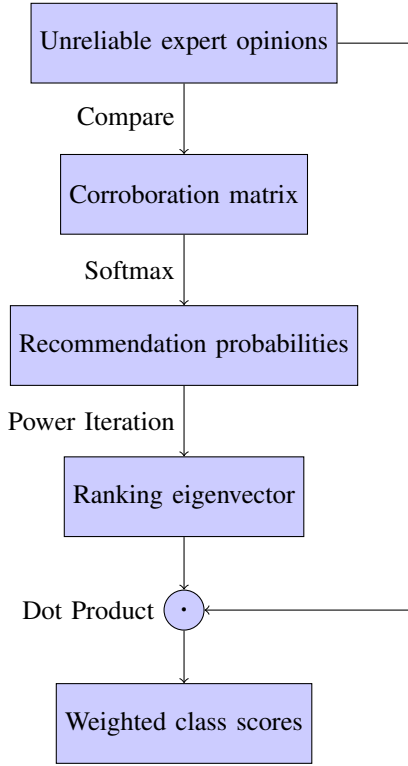 Unreliable expert opinions
Compare
Corroboration matrix
Softmax
Recommendation probabilities
Power Iteration
Ranking eigenvector
Dot Product ·
Weighted class scores